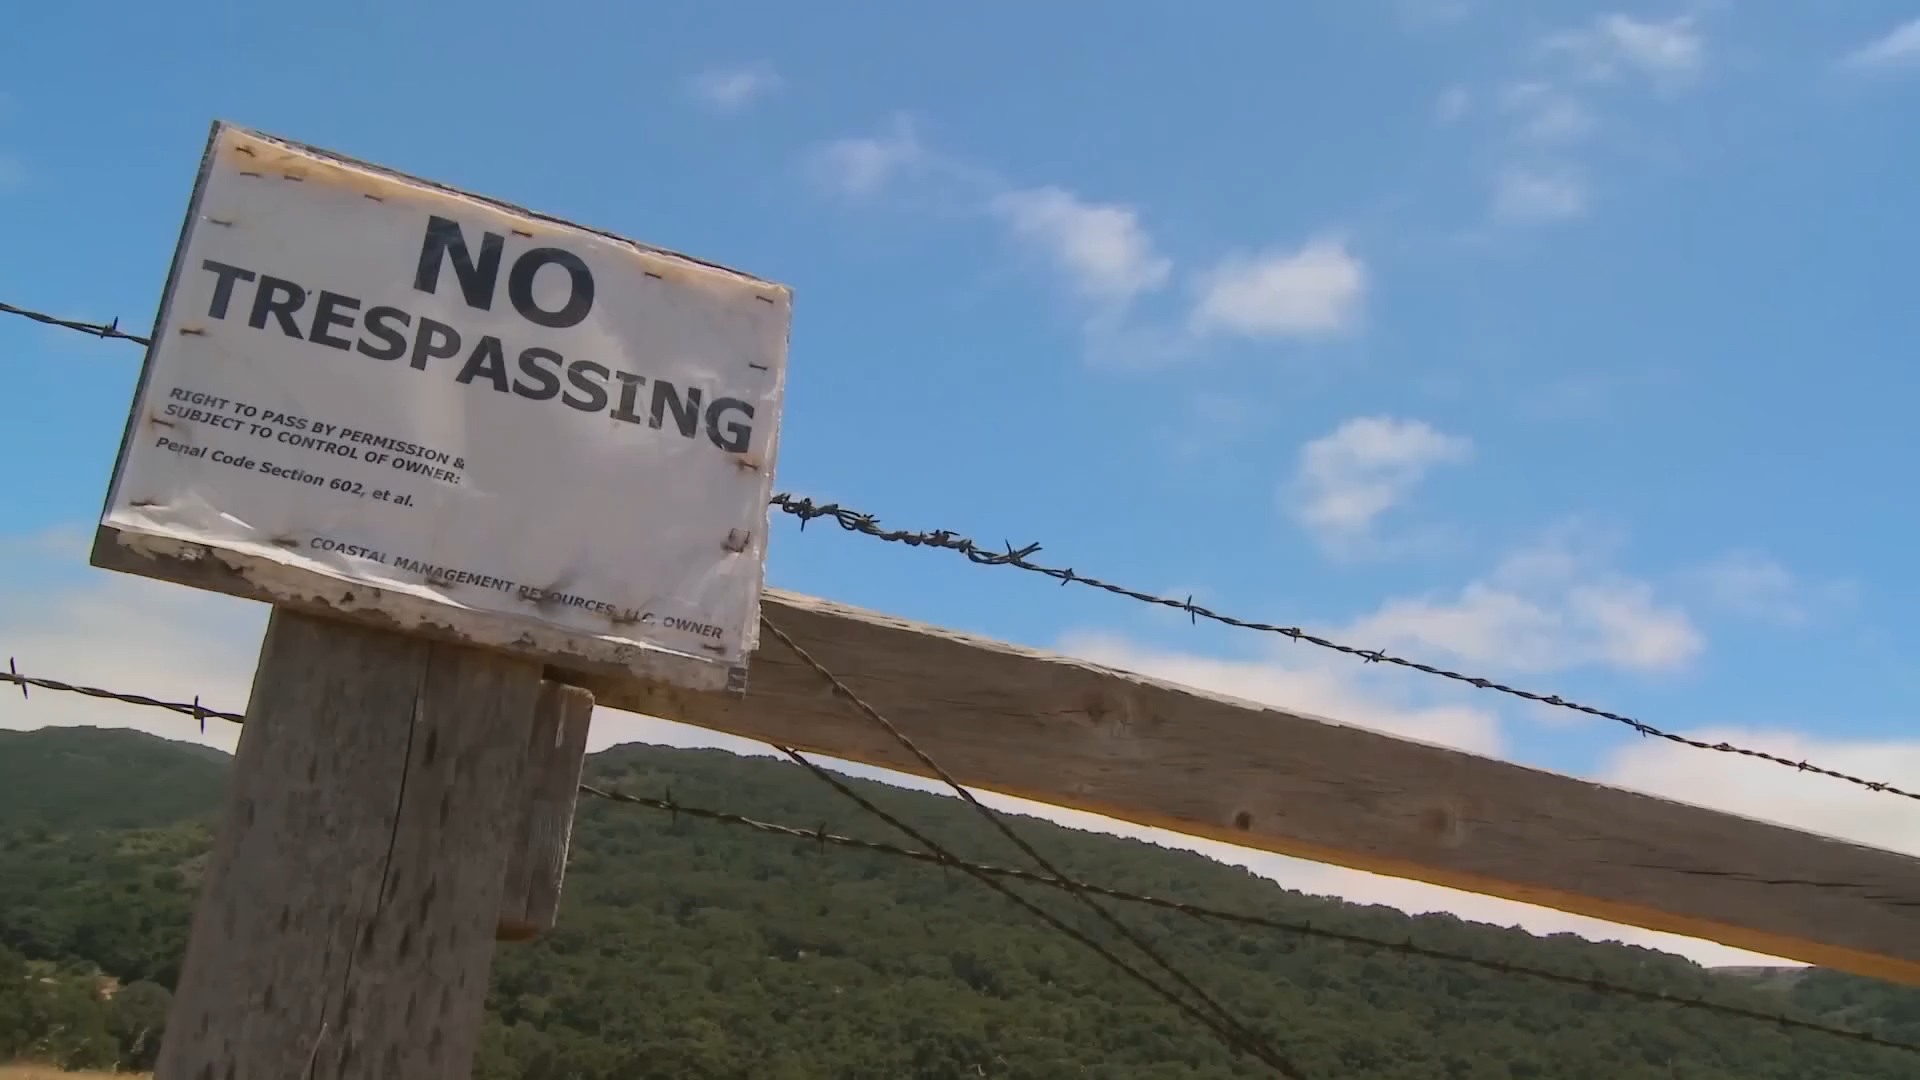 NO
TRESPASSING
RIGHT TO PASS BY PERMISSION &
SUBJECT TO CONTROL OF OWNER:
Penal Code Section 602, et al.
COASTAL MANAGEMENT RESOURCES, LLC, OWNER